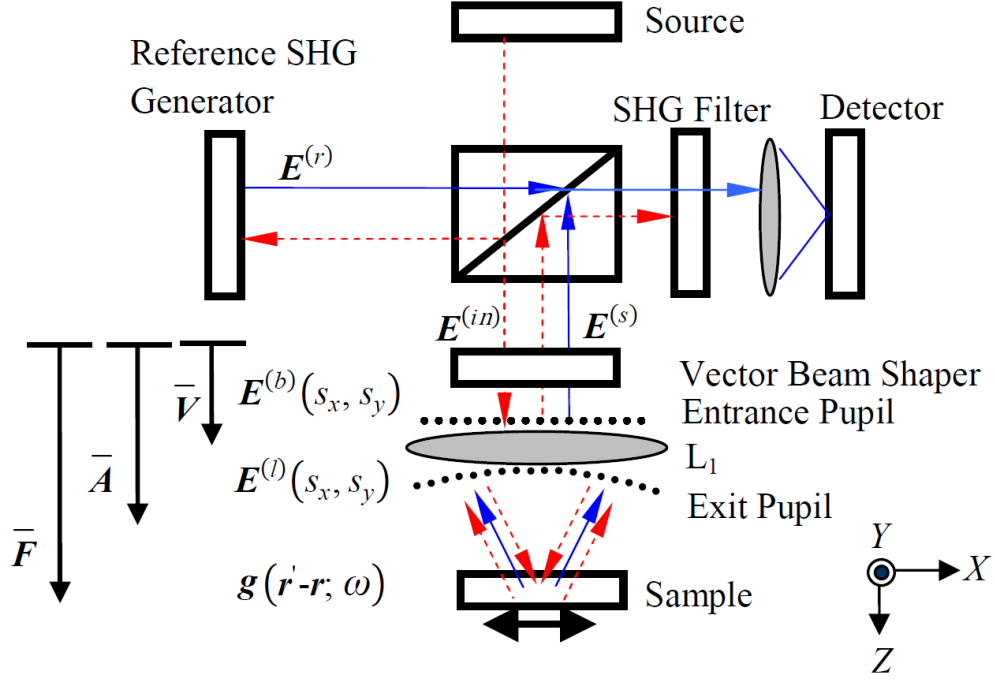 Source
Reference SHG
Generator
SHG Filter
Detector
E^(r)
E^(in)
E^(s)
Vector Beam Shaper
V̅
E^(b)(s_x, s_y)
Entrance Pupil
A̅
L_1
E^(l)(s_x, s_y)
Exit Pupil
F̅
g(r'-r; ω)
Sample
Y
X
Z